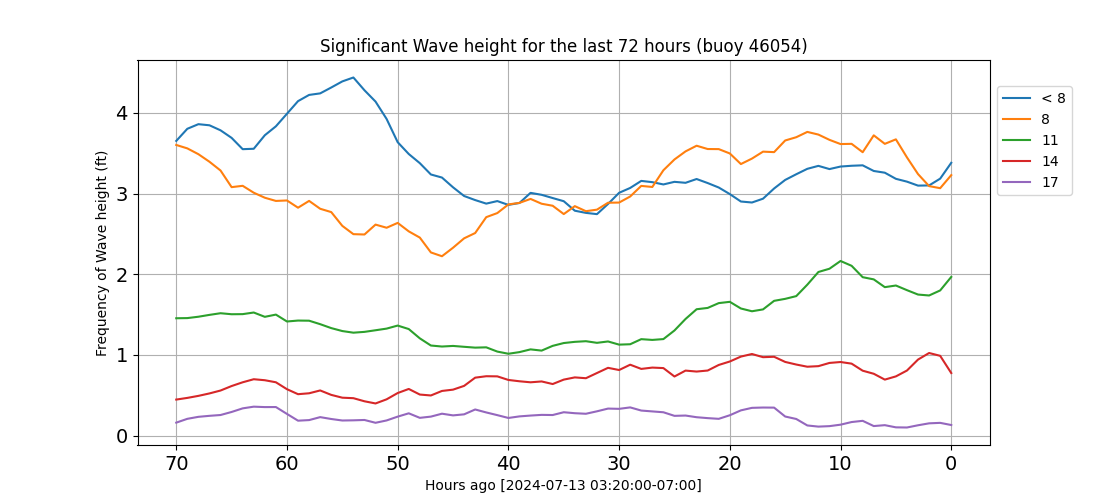 Significant Wave height for the last 72 hours (buoy 46054)
Frequency of Wave height (ft)
4
3
2
1
0
70 60 50 40 30 20 10 0
Hours ago [2024-07-13 03:20:00-07:00]
< 8
8
11
14
17